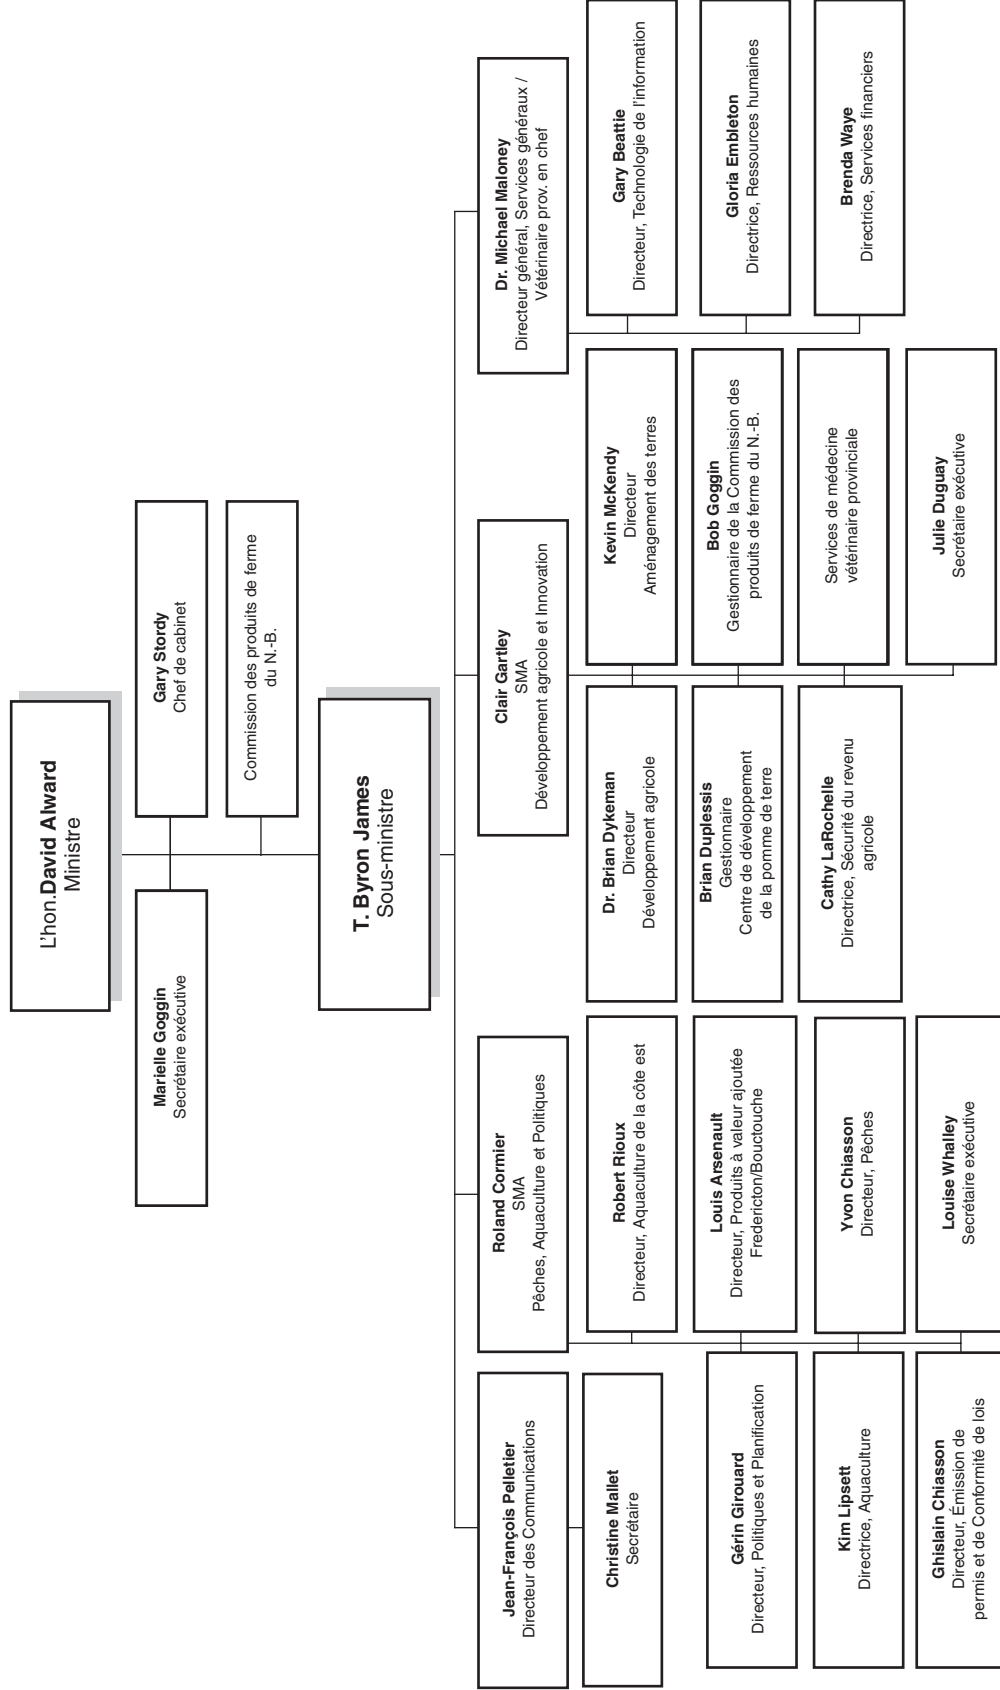 L'hon.David Alward
Ministre
Marielle Goggin
Secrétaire exécutive
Gary Stordy
Chef de cabinet
Commission des produits de ferme
du N.-B.
T. Byron James
Sous-ministre
Jean-François Pelletier
Directeur des Communications
Christine Mallet
Secrétaire
Roland Cormier
SMA
Pêches, Aquaculture et Politiques
Robert Rioux
Directeur, Aquaculture de la côte est
Gérin Girouard
Directeur, Politiques et Planification
Louis Arsenault
Directeur, Produits à valeur ajoutée
Fredericton/Bouctouche
Kim Lipsett
Directrice, Aquaculture
Yvon Chiasson
Directeur, Pêches
Ghislain Chiasson
Directeur, Émission de
permis et de Conformité de lois
Louise Whalley
Secrétaire exécutive
Clair Gartley
SMA
Développement agricole et Innovation
Dr. Brian Dykeman
Directeur
Développement agricole
Kevin McKendy
Directeur
Aménagement des terres
Brian Duplessis
Gestionnaire
Centre de développement
de la pomme de terre
Bob Goggin
Gestionnaire de la Commission des
produits de ferme du N.-B.
Cathy LaRochelle
Directrice, Sécurité du revenu
agricole
Services de médecine
vétérinaire provinciale
Julie Duguay
Secrétaire exécutive
Dr. Michael Maloney
Directeur général, Services généraux /
Vétérinaire prov. en chef
Gary Beattie
Directeur, Technologie de l'information
Gloria Embleton
Directrice, Ressources humaines
Brenda Waye
Directrice, Services financiers